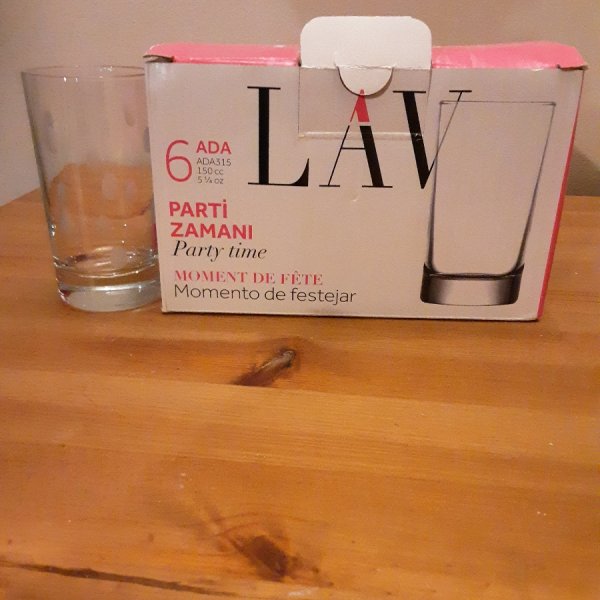 LAV
6 ADA
ADA315
150 cc
5 ¼ oz
PARTİ
ZAMANI
Party time
MOMENT DE FÊTE
Momento de festejar